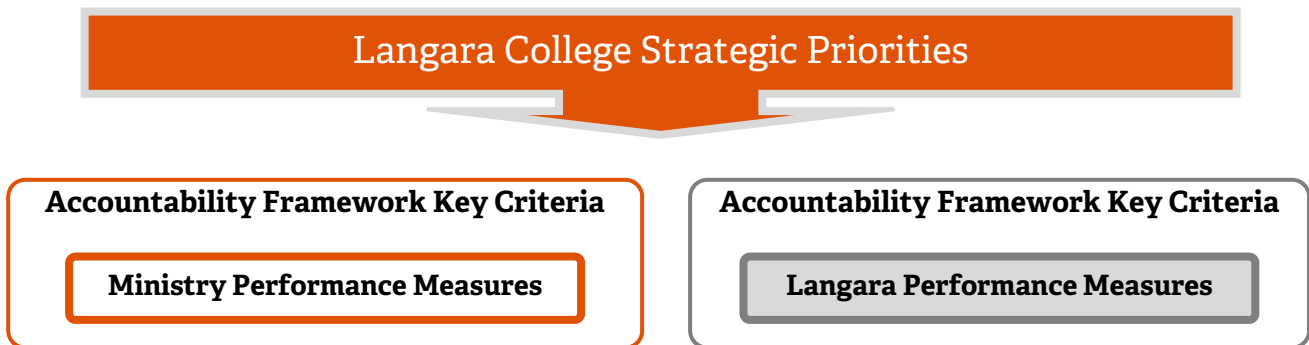 Langara College Strategic Priorities
Accountability Framework Key Criteria
Ministry Performance Measures
Accountability Framework Key Criteria
Langara Performance Measures